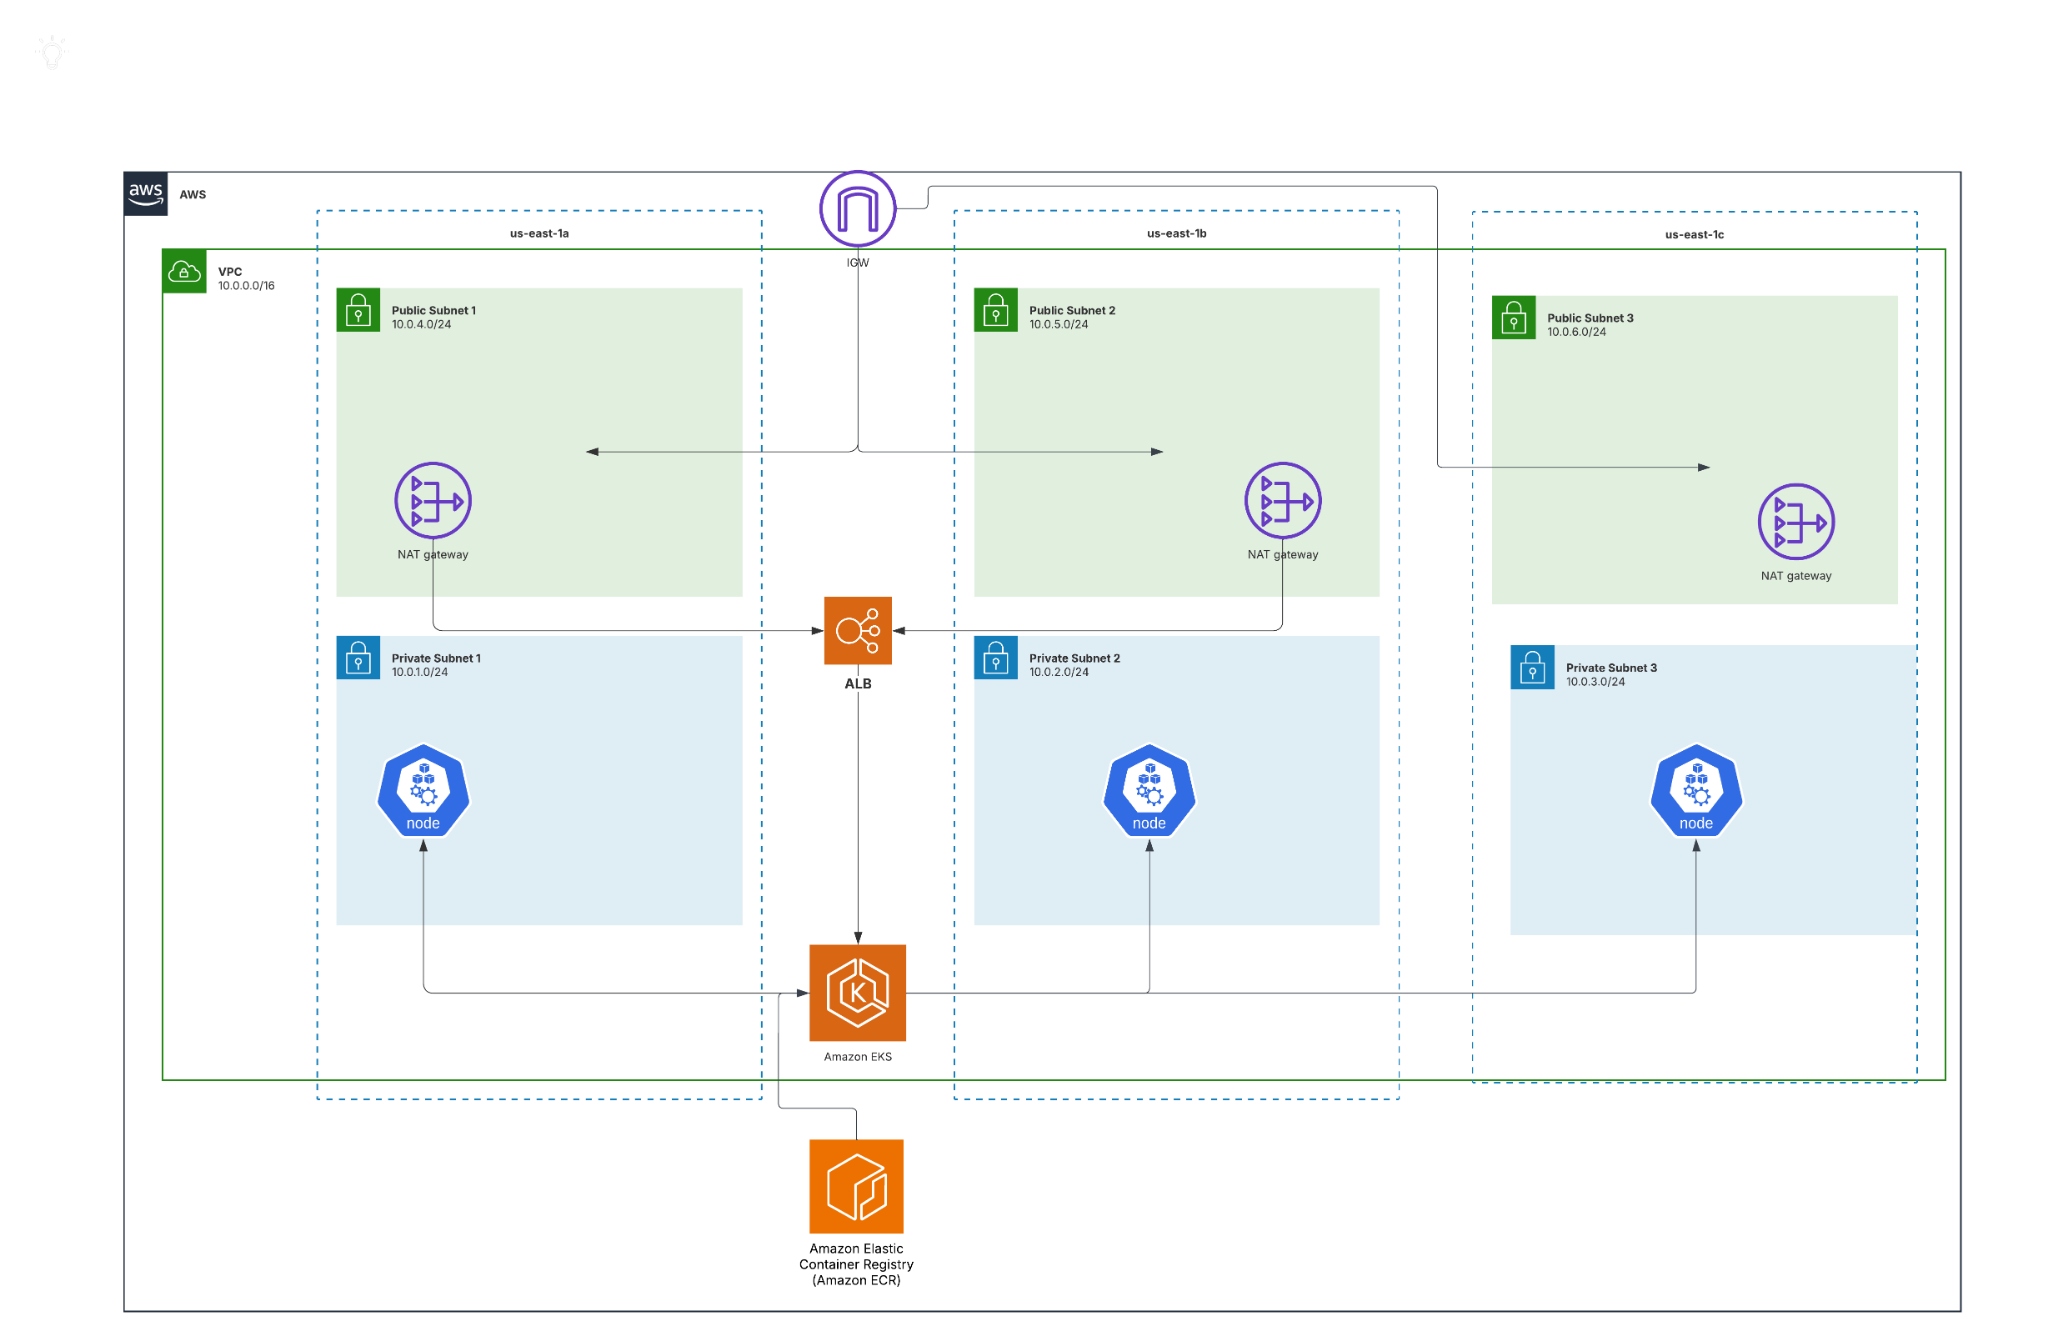 aws
AWS
us-east-1a
us-east-1b
us-east-1c
IGW
VPC
10.0.0.0/16
Public Subnet 1
10.0.4.0/24
Public Subnet 2
10.0.5.0/24
Public Subnet 3
10.0.6.0/24
NAT gateway
NAT gateway
NAT gateway
ALB
Private Subnet 1
10.0.1.0/24
Private Subnet 2
10.0.2.0/24
Private Subnet 3
10.0.3.0/24
node
node
node
K
Amazon EKS
Amazon Elastic
Container Registry
(Amazon ECR)